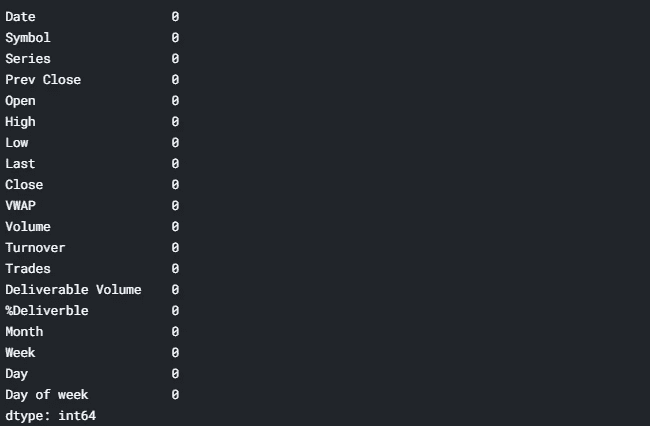 Date 0
Symbol 0
Series 0
Prev Close 0
Open 0
High 0
Low 0
Last 0
Close 0
VWAP 0
Volume 0
Turnover 0
Trades 0
Deliverable Volume 0
%Deliverble 0
Month 0
Week 0
Day 0
Day of week 0
dtype: int64